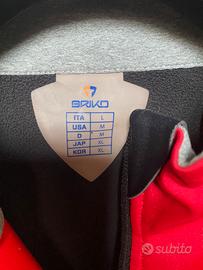 BRIKO
ITA L
USA M
D M
JAP XL
KOR XL
subito